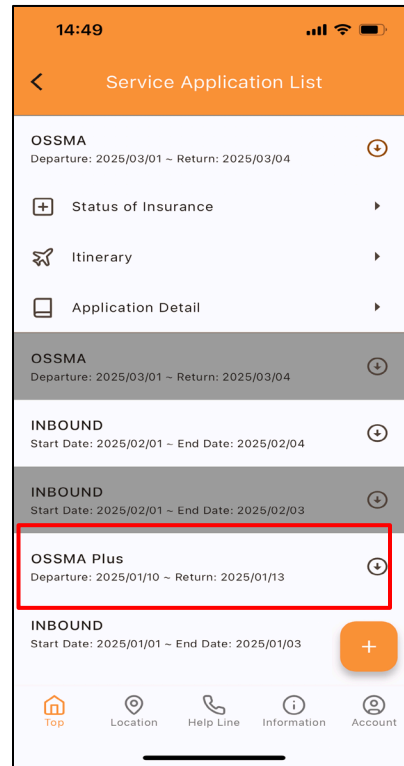 14:49
Service Application List
OSSMA
Departure: 2025/03/01 ~ Return: 2025/03/04
Status of Insurance
Itinerary
Application Detail
OSSMA
Departure: 2025/03/01 ~ Return: 2025/03/04
INBOUND
Start Date: 2025/02/01 ~ End Date: 2025/02/04
INBOUND
Start Date: 2025/02/01 ~ End Date: 2025/02/03
OSSMA Plus
Departure: 2025/01/10 ~ Return: 2025/01/13
INBOUND
Start Date: 2025/01/01 ~ End Date: 2025/01/03
+
Top Location Help Line Information Account